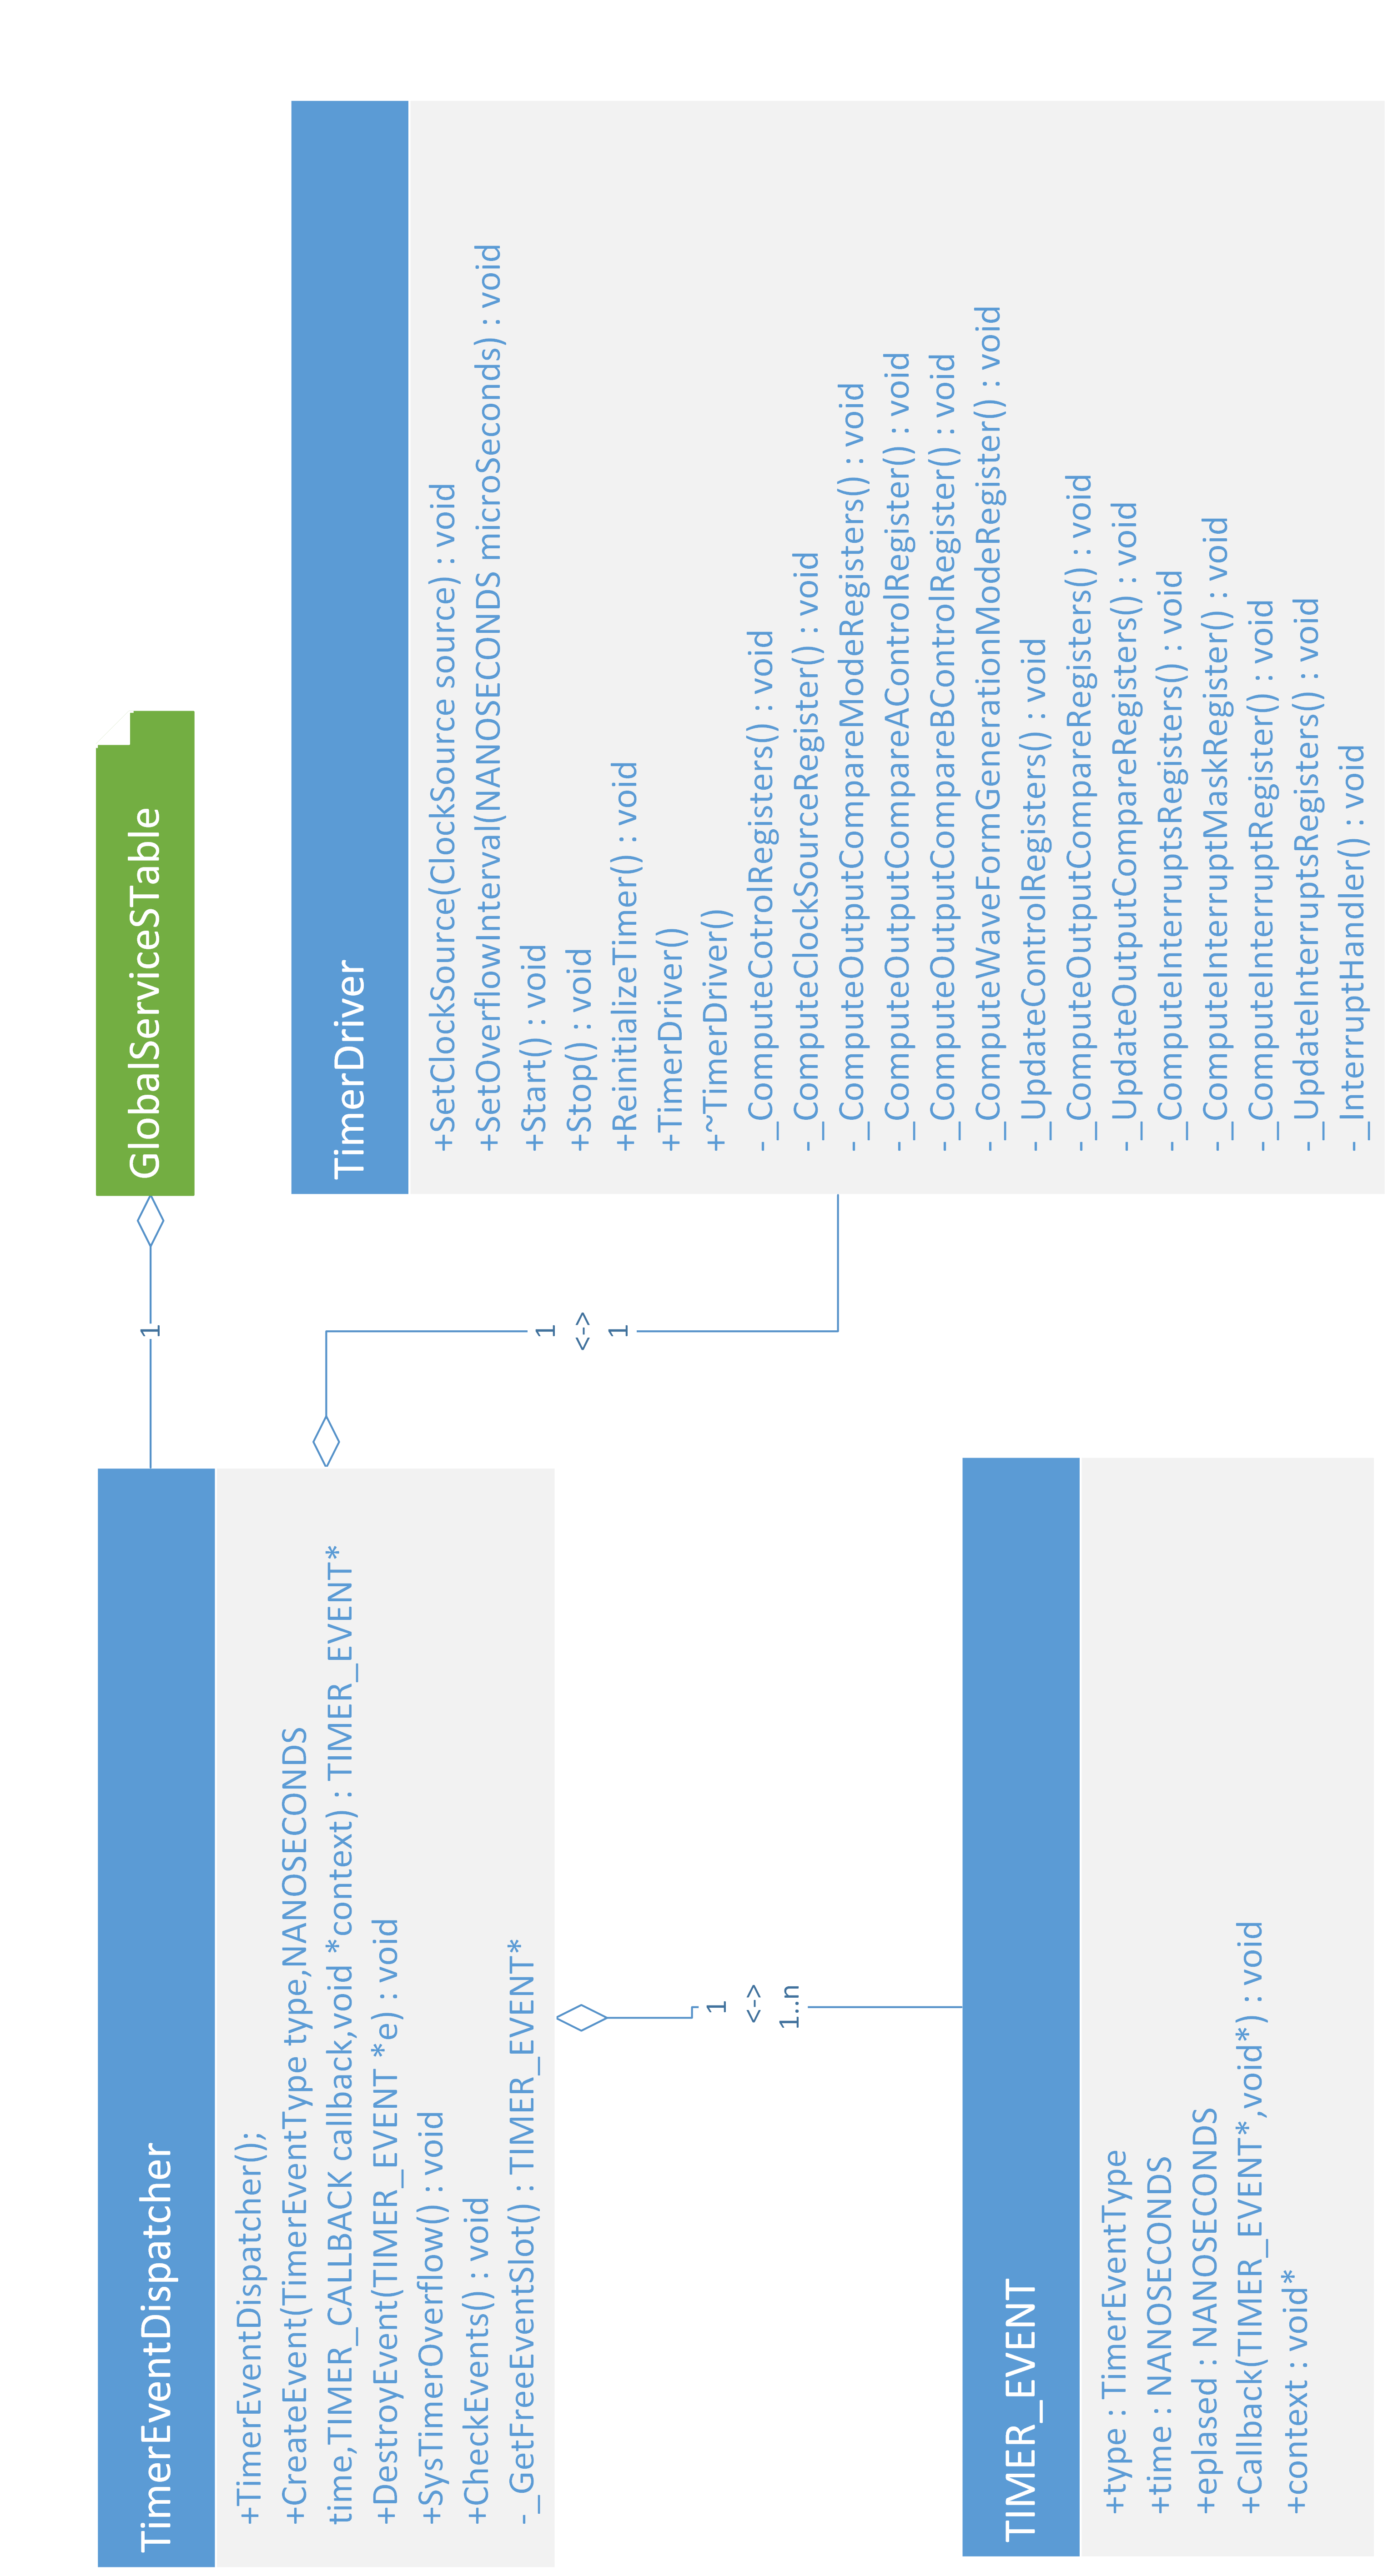 TimerEventDispatcher
+TimerEventDispatcher();
+CreateEvent(TimerEventType type,NANOSECONDS
time,TIMER_CALLBACK callback,void *context) : TIMER_EVENT*
+DestroyEvent(TIMER_EVENT *e) : void
+SysTimerOverflow() : void
+CheckEvents() : void
-_GetFreeEventSlot() : TIMER_EVENT*
1
GlobalServicesTable
1
<->
1
TimerDriver
+SetClockSource(ClockSource source) : void
+SetOverflowInterval(NANOSECONDS microSeconds) : void
+Start() : void
+Stop() : void
+ReinitializeTimer() : void
+TimerDriver()
+~TimerDriver()
-_ComputeCotrolRegisters() : void
-_ComputeClockSourceRegister() : void
-_ComputeOutputCompareModeRegisters() : void
-_ComputeOutputCompareAControlRegister() : void
-_ComputeOutputCompareBControlRegister() : void
-_ComputeWaveFormGenerationModeRegister() : void
-_UpdateControlRegisters() : void
-_ComputeOutputCompareRegisters() : void
-_UpdateOutputCompareRegisters() : void
-_ComputeInterruptsRegisters() : void
-_ComputeInterruptMaskRegister() : void
-_ComputeInterruptRegister() : void
-_UpdateInterruptsRegisters() : void
-_InterruptHandler() : void
1
<->
1..n
TIMER_EVENT
+type : TimerEventType
+time : NANOSECONDS
+eplased : NANOSECONDS
+Callback(TIMER_EVENT*,void*) : void
+context : void*